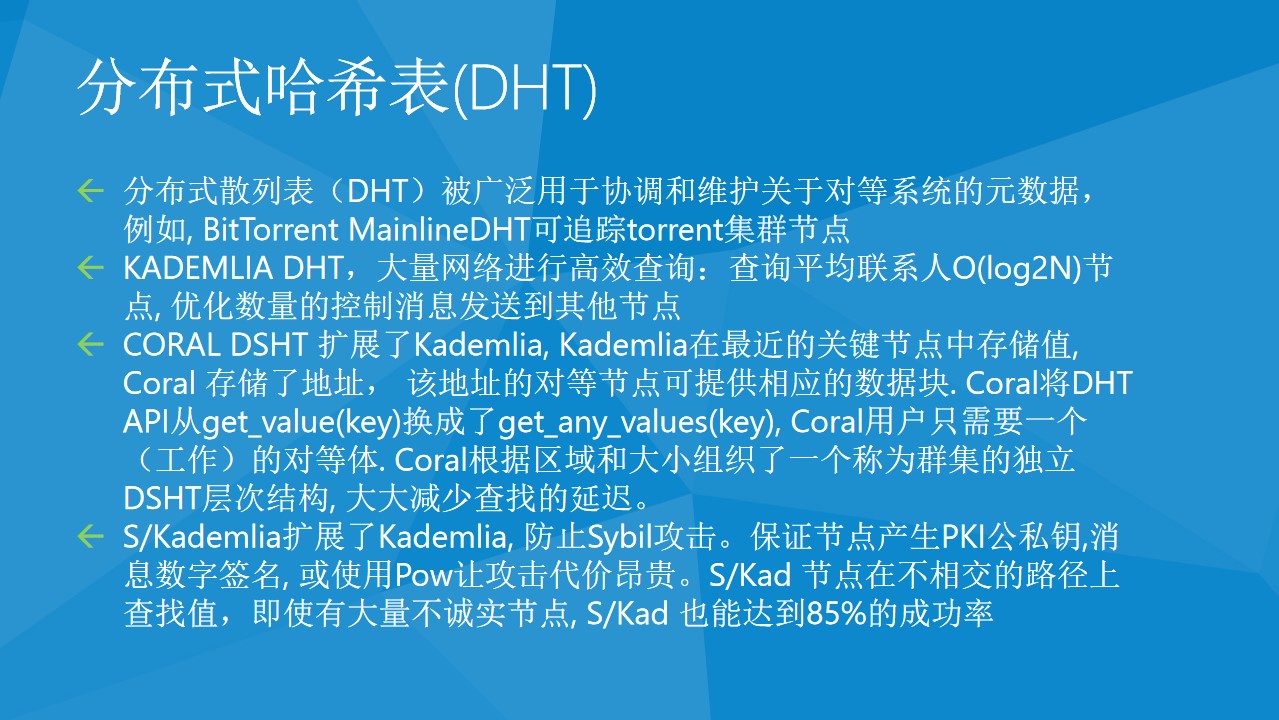 分布式哈希表(DHT)
分布式散列表（DHT）被广泛用于协调和维护关于对等系统的元数据，
例如, BitTorrent MainlineDHT可追踪torrent集群节点
KADEMLIA DHT，大量网络进行高效查询：查询平均联系人O(log2N)节
点, 优化数量的控制消息发送到其他节点
CORAL DSHT 扩展了Kademlia, Kademlia在最近的关键节点中存储值,
Coral 存储了地址， 该地址的对等节点可提供相应的数据块. Coral将DHT
API从get_value(key)换成了get_any_values(key), Coral用户只需要一个
（工作）的对等体. Coral根据区域和大小组织了一个称为群集的独立
DSHT层次结构, 大大减少查找的延迟。
S/Kademlia扩展了Kademlia, 防止Sybil攻击。保证节点产生PKI公私钥,消
息数字签名, 或使用Pow让攻击代价昂贵。S/Kad 节点在不相交的路径上
查找值，即使有大量不诚实节点, S/Kad 也能达到85%的成功率